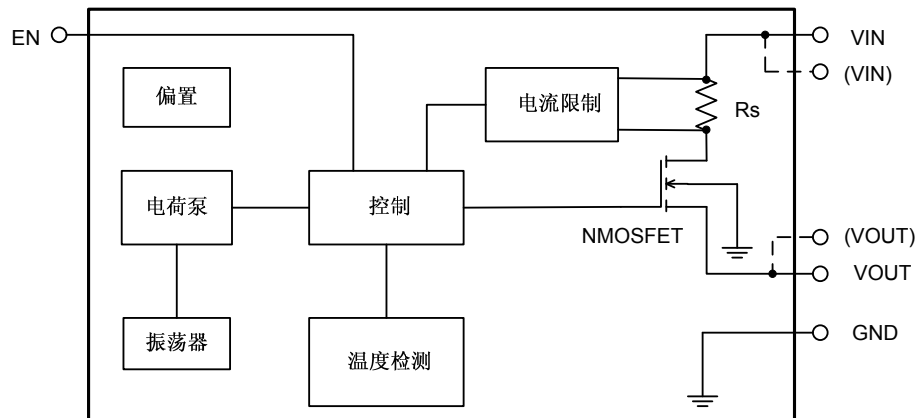 EN
VIN
(VIN)
偏置
电流限制
Rs
电荷泵
控制
NMOSFET
(VOUT)
VOUT
振荡器
温度检测
GND